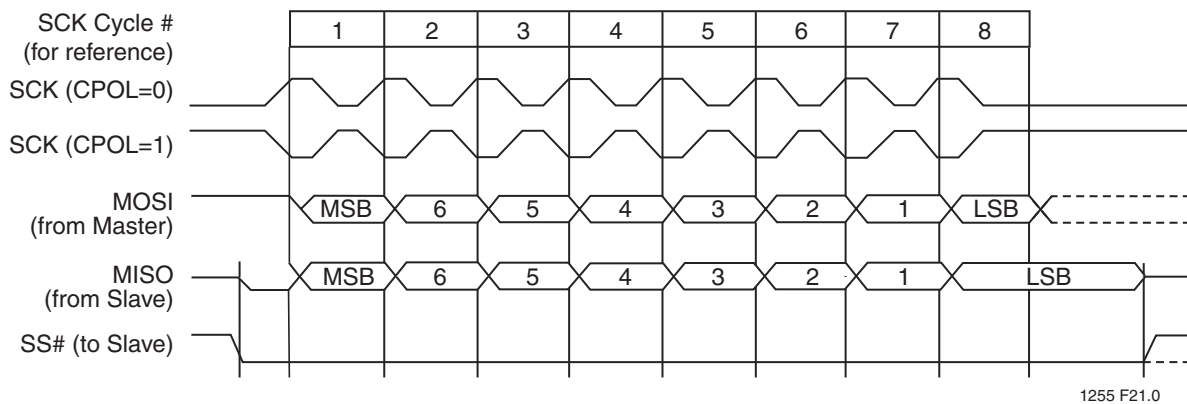 SCK Cycle #
(for reference)
1 2 3 4 5 6 7 8
SCK (CPOL=0)
SCK (CPOL=1)
MOSI
(from Master)
MSB 6 5 4 3 2 1 LSB
MISO
(from Slave)
MSB 6 5 4 3 2 1 LSB
SS# (to Slave)
1255 F21.0